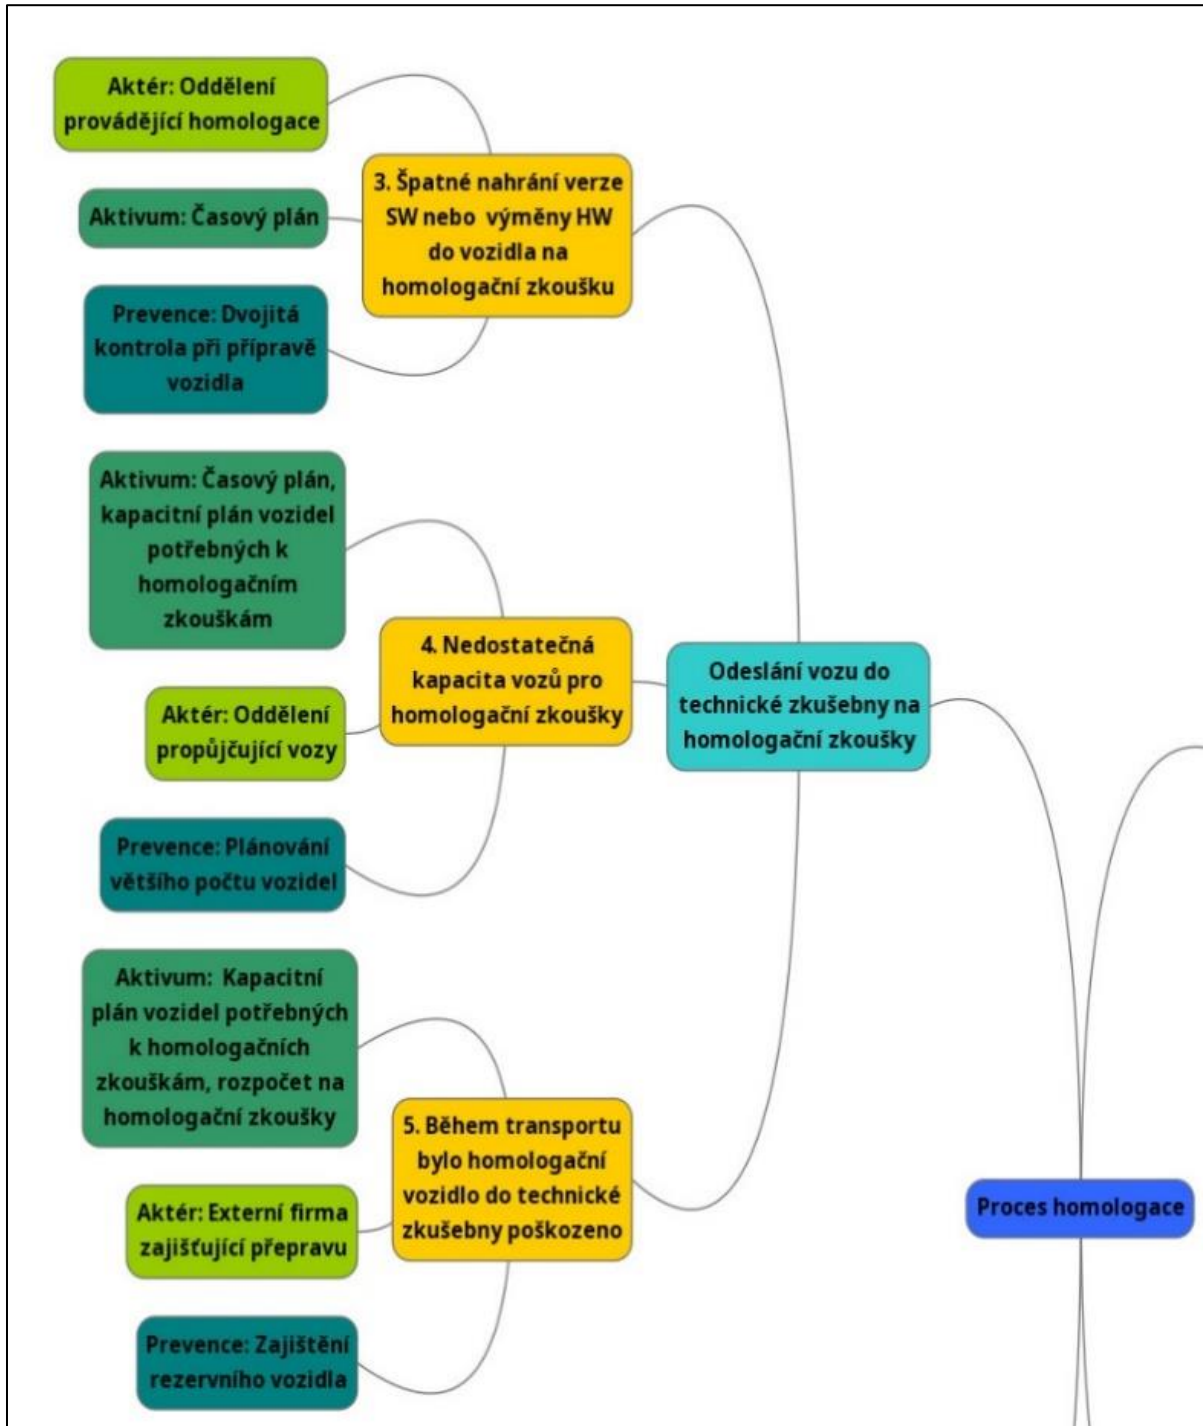 Aktér: Oddělení
provádějící homologace
Aktivum: Časový plán
Prevence: Dvojitá
kontrola při přípravě
vozidla
3. Špatné nahrání verze
SW nebo  výměny HW
do vozidla na
homologační zkoušku
Aktivum: Časový plán,
kapacitní plán vozidel
potřebných k
homologačním
zkouškám
Aktér: Oddělení
propůjčující vozy
Prevence: Plánování
většího počtu vozidel
4. Nedostatečná
kapacita vozů pro
homologační zkoušky
Aktivum:  Kapacitní
plán vozidel potřebných
k homologačních
zkouškám, rozpočet na
homologační zkoušky
Aktér: Externí firma
zajišťující přepravu
Prevence: Zajištění
rezervního vozidla
5. Během transportu
bylo homologační
vozidlo do technické
zkušebny poškozeno
Odeslání vozu do
technické zkušebny na
homologační zkoušky
Proces homologace